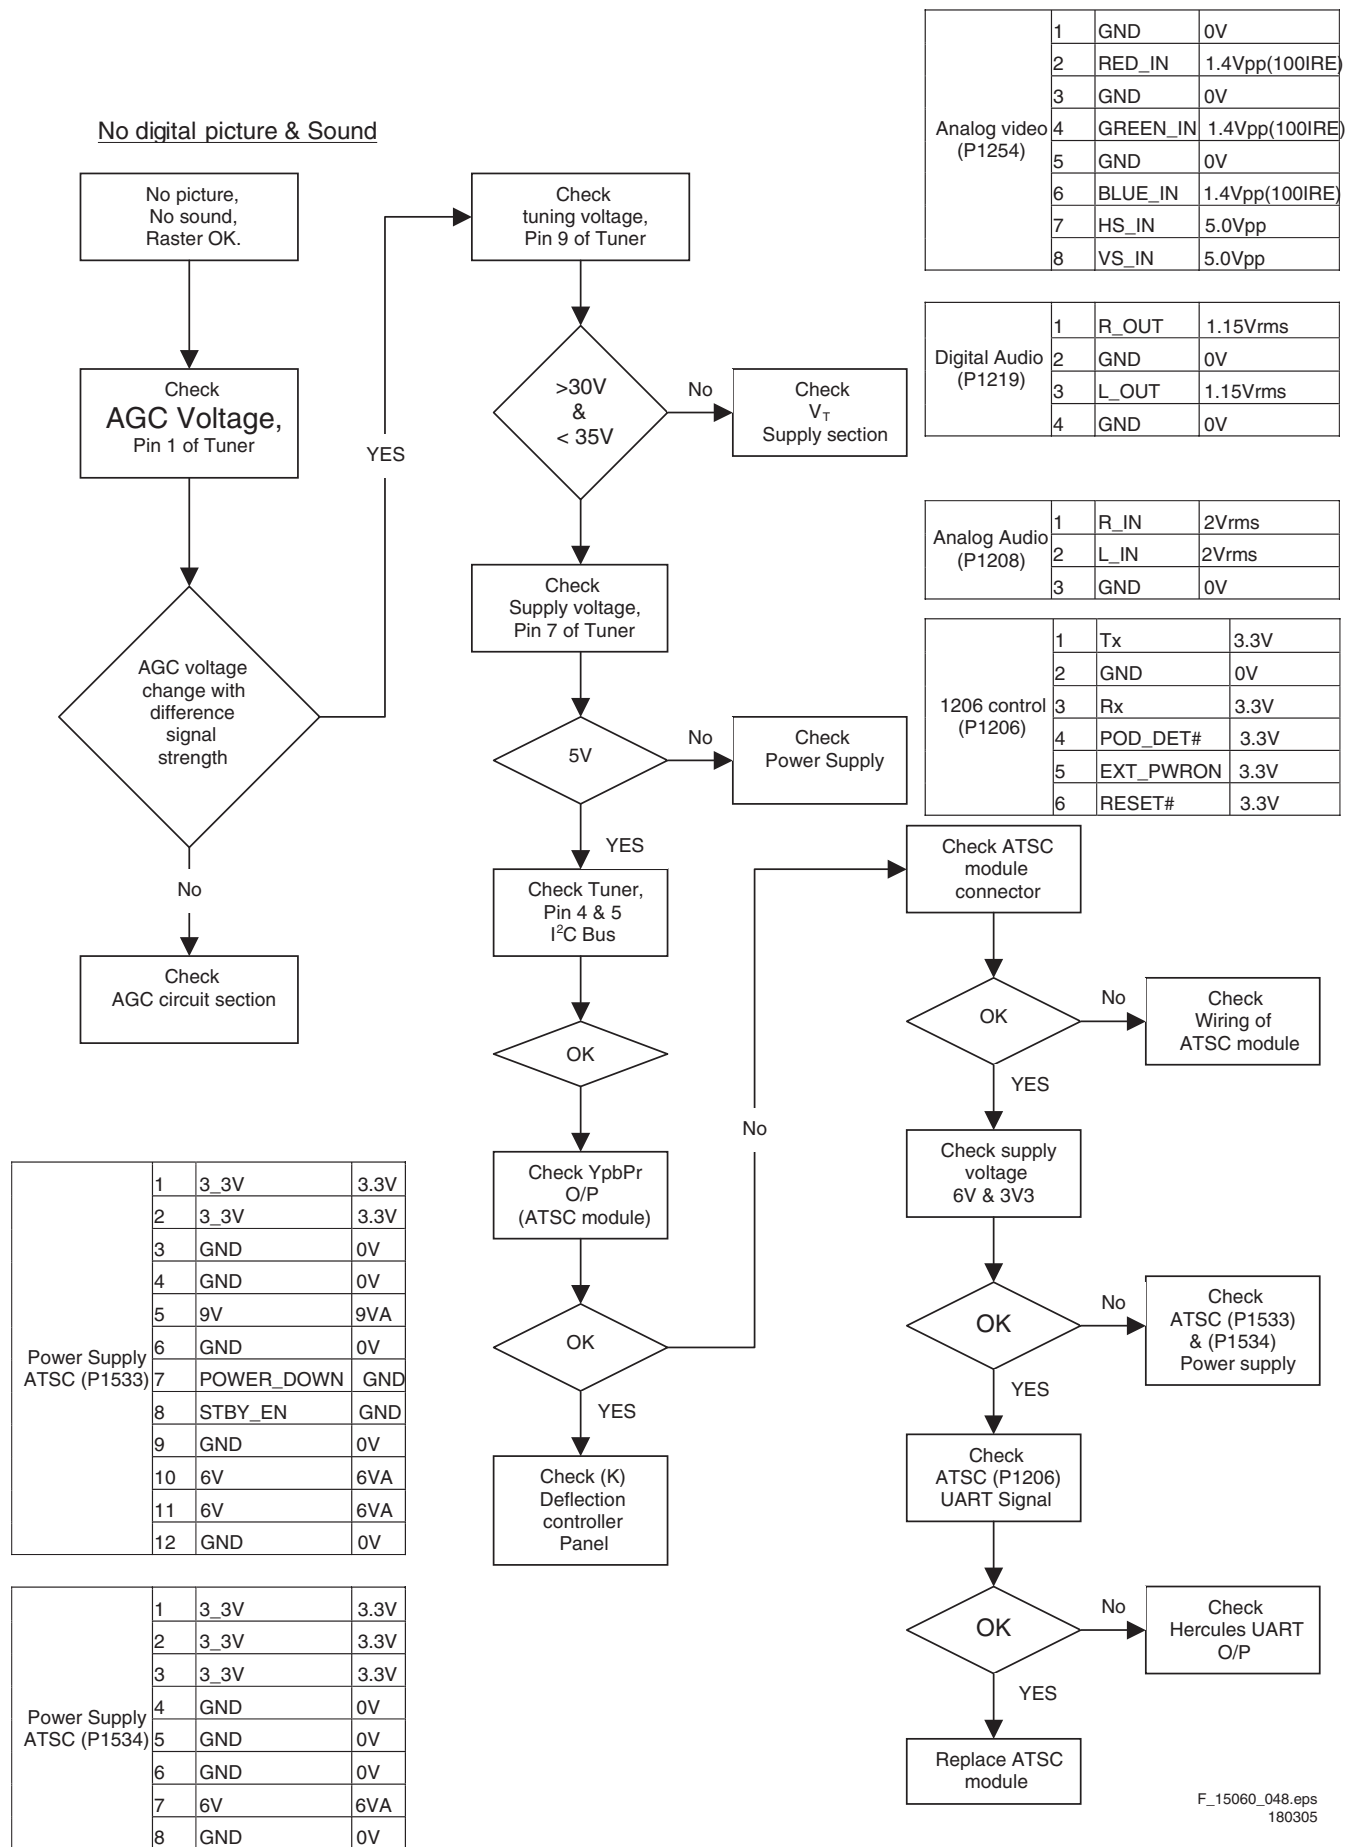 No digital picture & Sound
No picture,
No sound,
Raster OK.
Check
AGC Voltage,
Pin 1 of Tuner
AGC voltage
change with
difference
signal
strength
YES
No
Check
AGC circuit section
Check
tuning voltage,
Pin 9 of Tuner
>30V
&
< 35V
No
Check
V_T
Supply section
Check
Supply voltage,
Pin 7 of Tuner
5V
No
Check
Power Supply
YES
Check Tuner,
Pin 4 & 5
I²C Bus
OK
Check YpbPr
O/P
(ATSC module)
OK
No
YES
Check (K)
Deflection
controller
Panel
Check ATSC
module
connector
OK
No
Check
Wiring of
ATSC module
YES
Check supply
voltage
6V & 3V3
OK
No
Check
ATSC (P1533)
& (P1534)
Power supply
YES
Check
ATSC (P1206)
UART Signal
OK
No
Check
Hercules UART
O/P
YES
Replace ATSC
module
Analog video
(P1254)
1 GND 0V
2 RED_IN 1.4Vpp(100IRE)
3 GND 0V
4 GREEN_IN 1.4Vpp(100IRE)
5 GND 0V
6 BLUE_IN 1.4Vpp(100IRE)
7 HS_IN 5.0Vpp
8 VS_IN 5.0Vpp
Digital Audio
(P1219)
1 R_OUT 1.15Vrms
2 GND 0V
3 L_OUT 1.15Vrms
4 GND 0V
Analog Audio
(P1208)
1 R_IN 2Vrms
2 L_IN 2Vrms
3 GND 0V
1206 control
(P1206)
1 Tx 3.3V
2 GND 0V
3 Rx 3.3V
4 POD_DET# 3.3V
5 EXT_PWRON 3.3V
6 RESET# 3.3V
Power Supply
ATSC (P1533)
1 3_3V 3.3V
2 3_3V 3.3V
3 GND 0V
4 GND 0V
5 9V 9VA
6 GND 0V
7 POWER_DOWN GND
8 STBY_EN GND
9 GND 0V
10 6V 6VA
11 6V 6VA
12 GND 0V
Power Supply
ATSC (P1534)
1 3_3V 3.3V
2 3_3V 3.3V
3 3_3V 3.3V
4 GND 0V
5 GND 0V
6 GND 0V
7 6V 6VA
8 GND 0V
F_15060_048.eps
180305